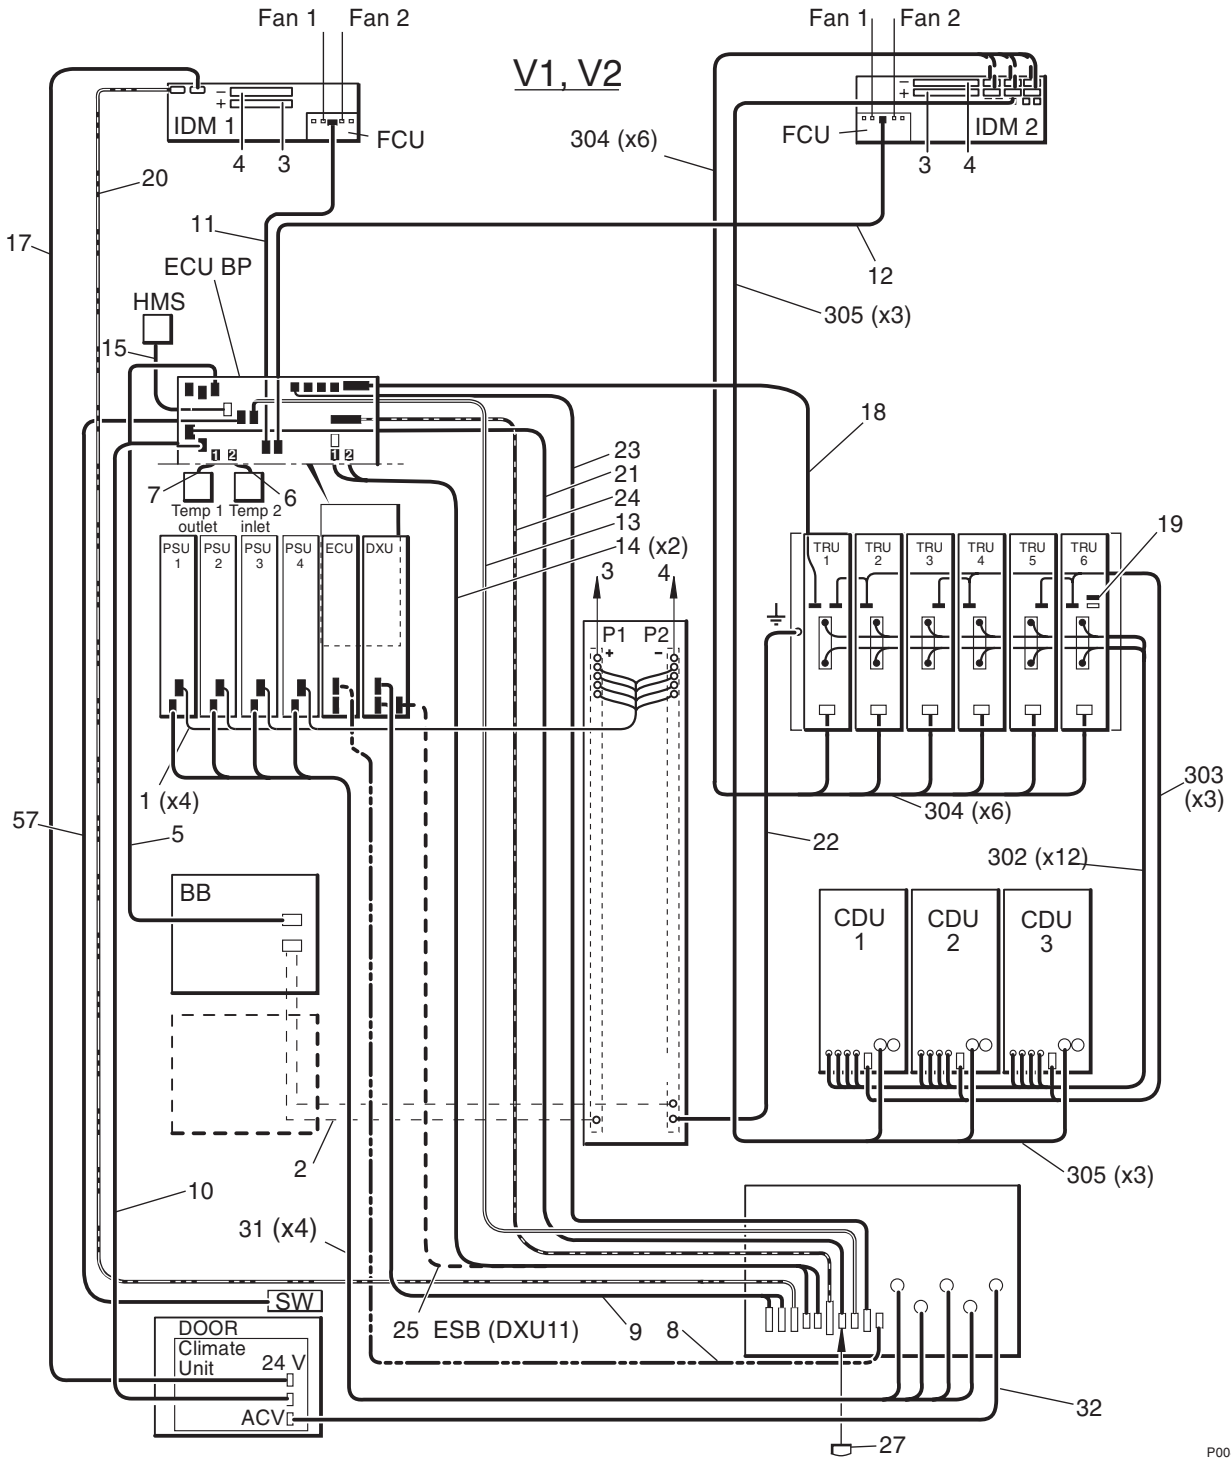 Fan 1 Fan 2
Fan 1 Fan 2
V1, V2
IDM 1
− +
FCU
4 3
304 (x6)
FCU
− +
IDM 2
3 4
20
17
11
12
ECU BP
HMS
305 (x3)
15
18
23
21
24
13
14 (x2)
1 2
1 2
7
6
Temp 1 outlet
Temp 2 inlet
19
PSU 1
PSU 2
PSU 3
PSU 4
ECU
DXU
3 4
P1 P2
+ −
TRU 1
TRU 2
TRU 3
TRU 4
TRU 5
TRU 6
1 (x4)
303 (x3)
304 (x6)
57
5
22
302 (x12)
BB
CDU 1
CDU 2
CDU 3
2
305 (x3)
10
31 (x4)
SW
25 ESB (DXU11)
9
8
DOOR
Climate Unit
24 V
ACV
32
27
P00